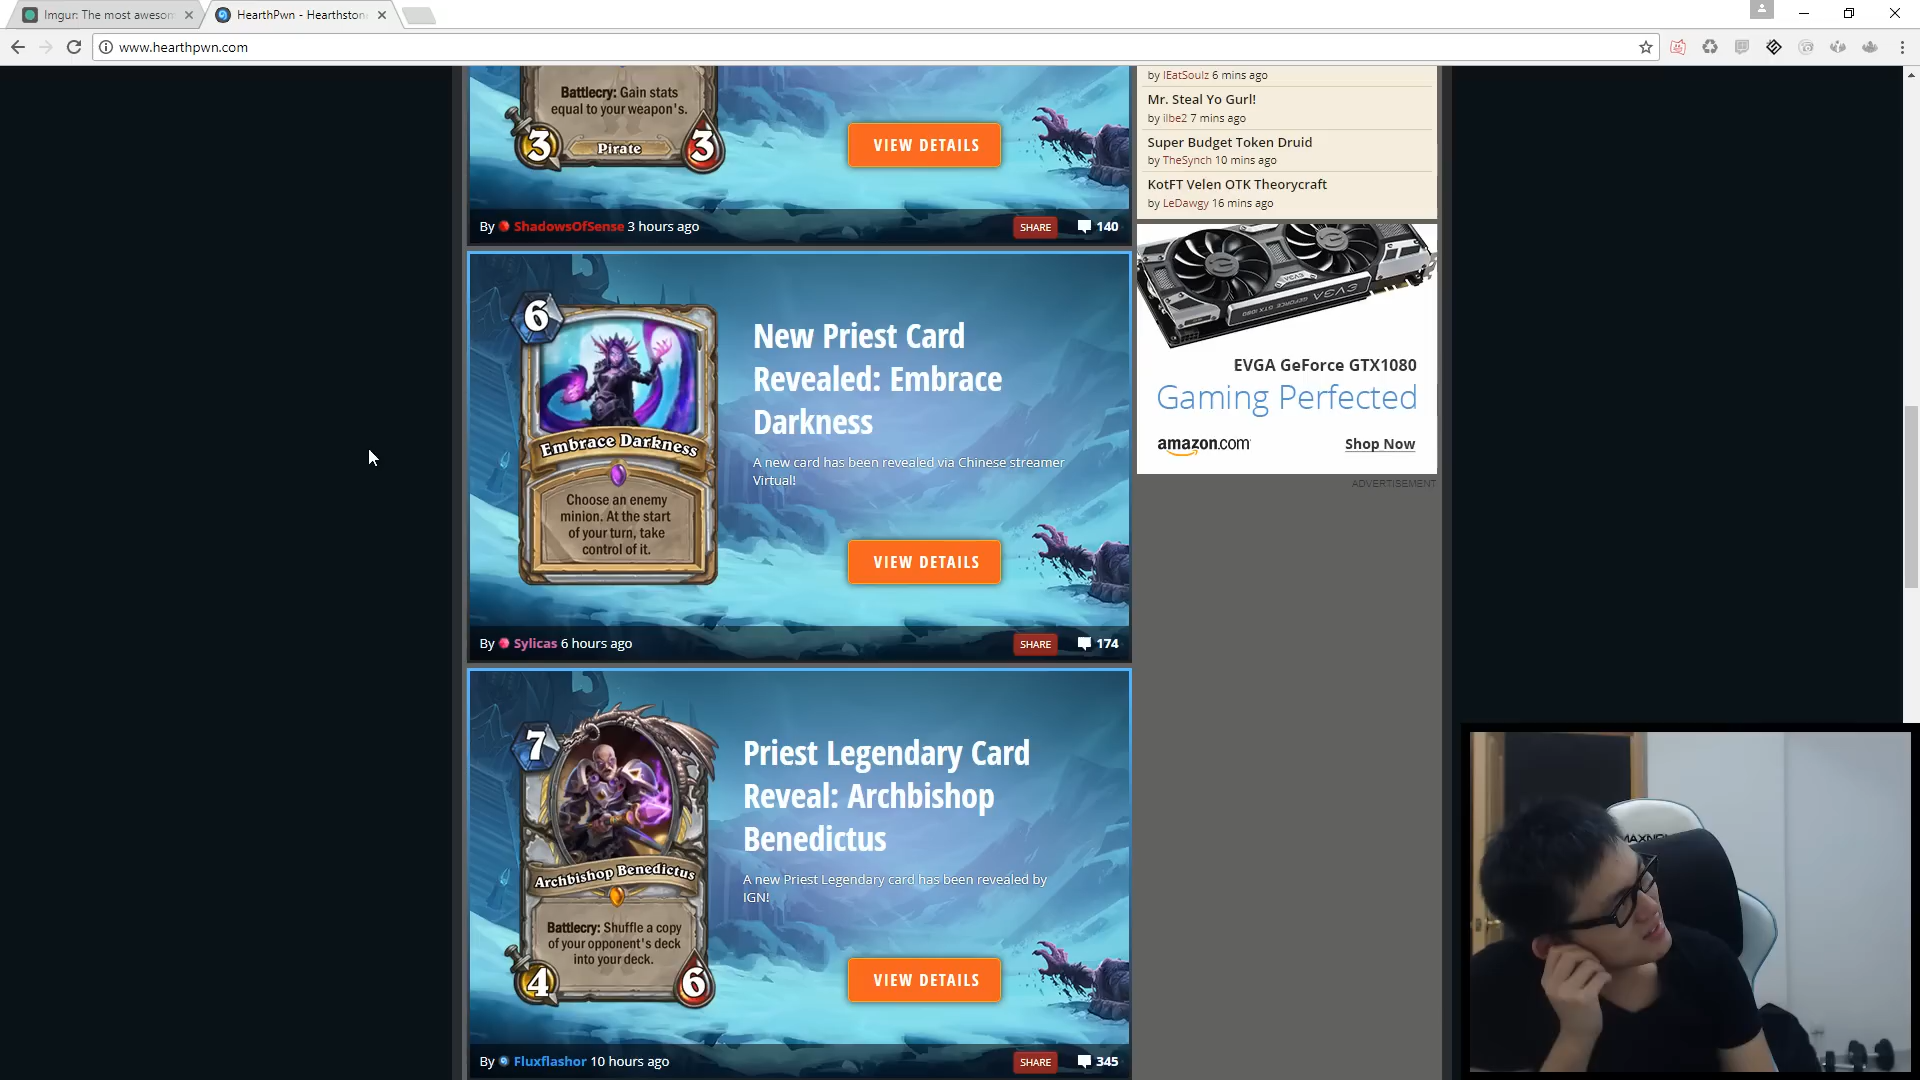 Imgur: The most awesom
HearthPwn - Hearthston
www.hearthpwn.com
Battlecry: Gain stats
equal to your weapon's.
3
Pirate
3
VIEW DETAILS
By ShadowsOfSense 3 hours ago
SHARE
140
6
Embrace Darkness
Choose an enemy
minion. At the start
of your turn, take
control of it.
New Priest Card
Revealed: Embrace
Darkness
A new card has been revealed via Chinese streamer
Virtual!
VIEW DETAILS
By Sylicas 6 hours ago
SHARE
174
7
Archbishop Benedictus
Battlecry: Shuffle a copy
of your opponent's deck
into your deck.
4
6
Priest Legendary Card
Reveal: Archbishop
Benedictus
A new Priest Legendary card has been revealed by
IGN!
VIEW DETAILS
By Fluxflashor 10 hours ago
SHARE
345
by IEatSoulz 6 mins ago
Mr. Steal Yo Gurl!
by ilbe2 7 mins ago
Super Budget Token Druid
by TheSynch 10 mins ago
KotFT Velen OTK Theorycraft
by LeDawgy 16 mins ago
EVGA
GEFORCE GTX 1080
EVGA GeForce GTX1080
Gaming Perfected
amazon.com
Shop Now
ADVERTISEMENT